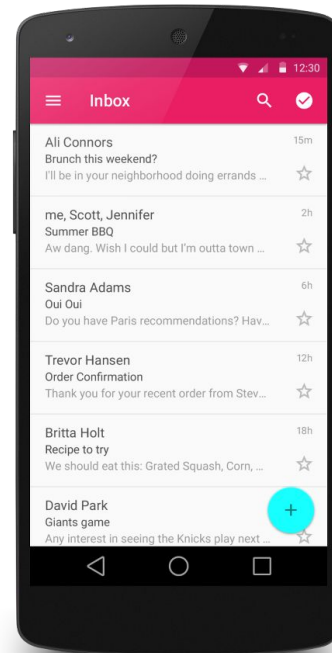 12:30
Inbox
Ali Connors 15m
Brunch this weekend?
I'll be in your neighborhood doing errands ...
me, Scott, Jennifer 2h
Summer BBQ
Aw dang. Wish I could but I'm outta town ...
Sandra Adams 6h
Oui Oui
Do you have Paris recommendations? Hav...
Trevor Hansen 12h
Order Confirmation
Thank you for your recent order from Stev...
Britta Holt 18h
Recipe to try
We should eat this: Grated Squash, Corn, ...
David Park
Giants game
Any interest in seeing the Knicks play next ...